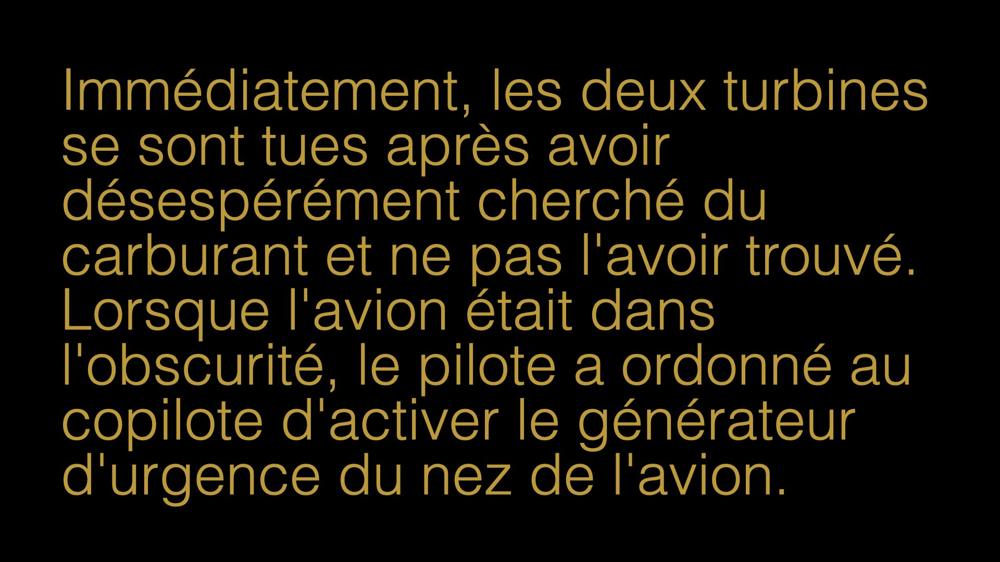 Immédiatement, les deux turbines
se sont tues après avoir
désespérément cherché du
carburant et ne pas l'avoir trouvé.
Lorsque l'avion était dans
l'obscurité, le pilote a ordonné au
copilote d'activer le générateur
d'urgence du nez de l'avion.